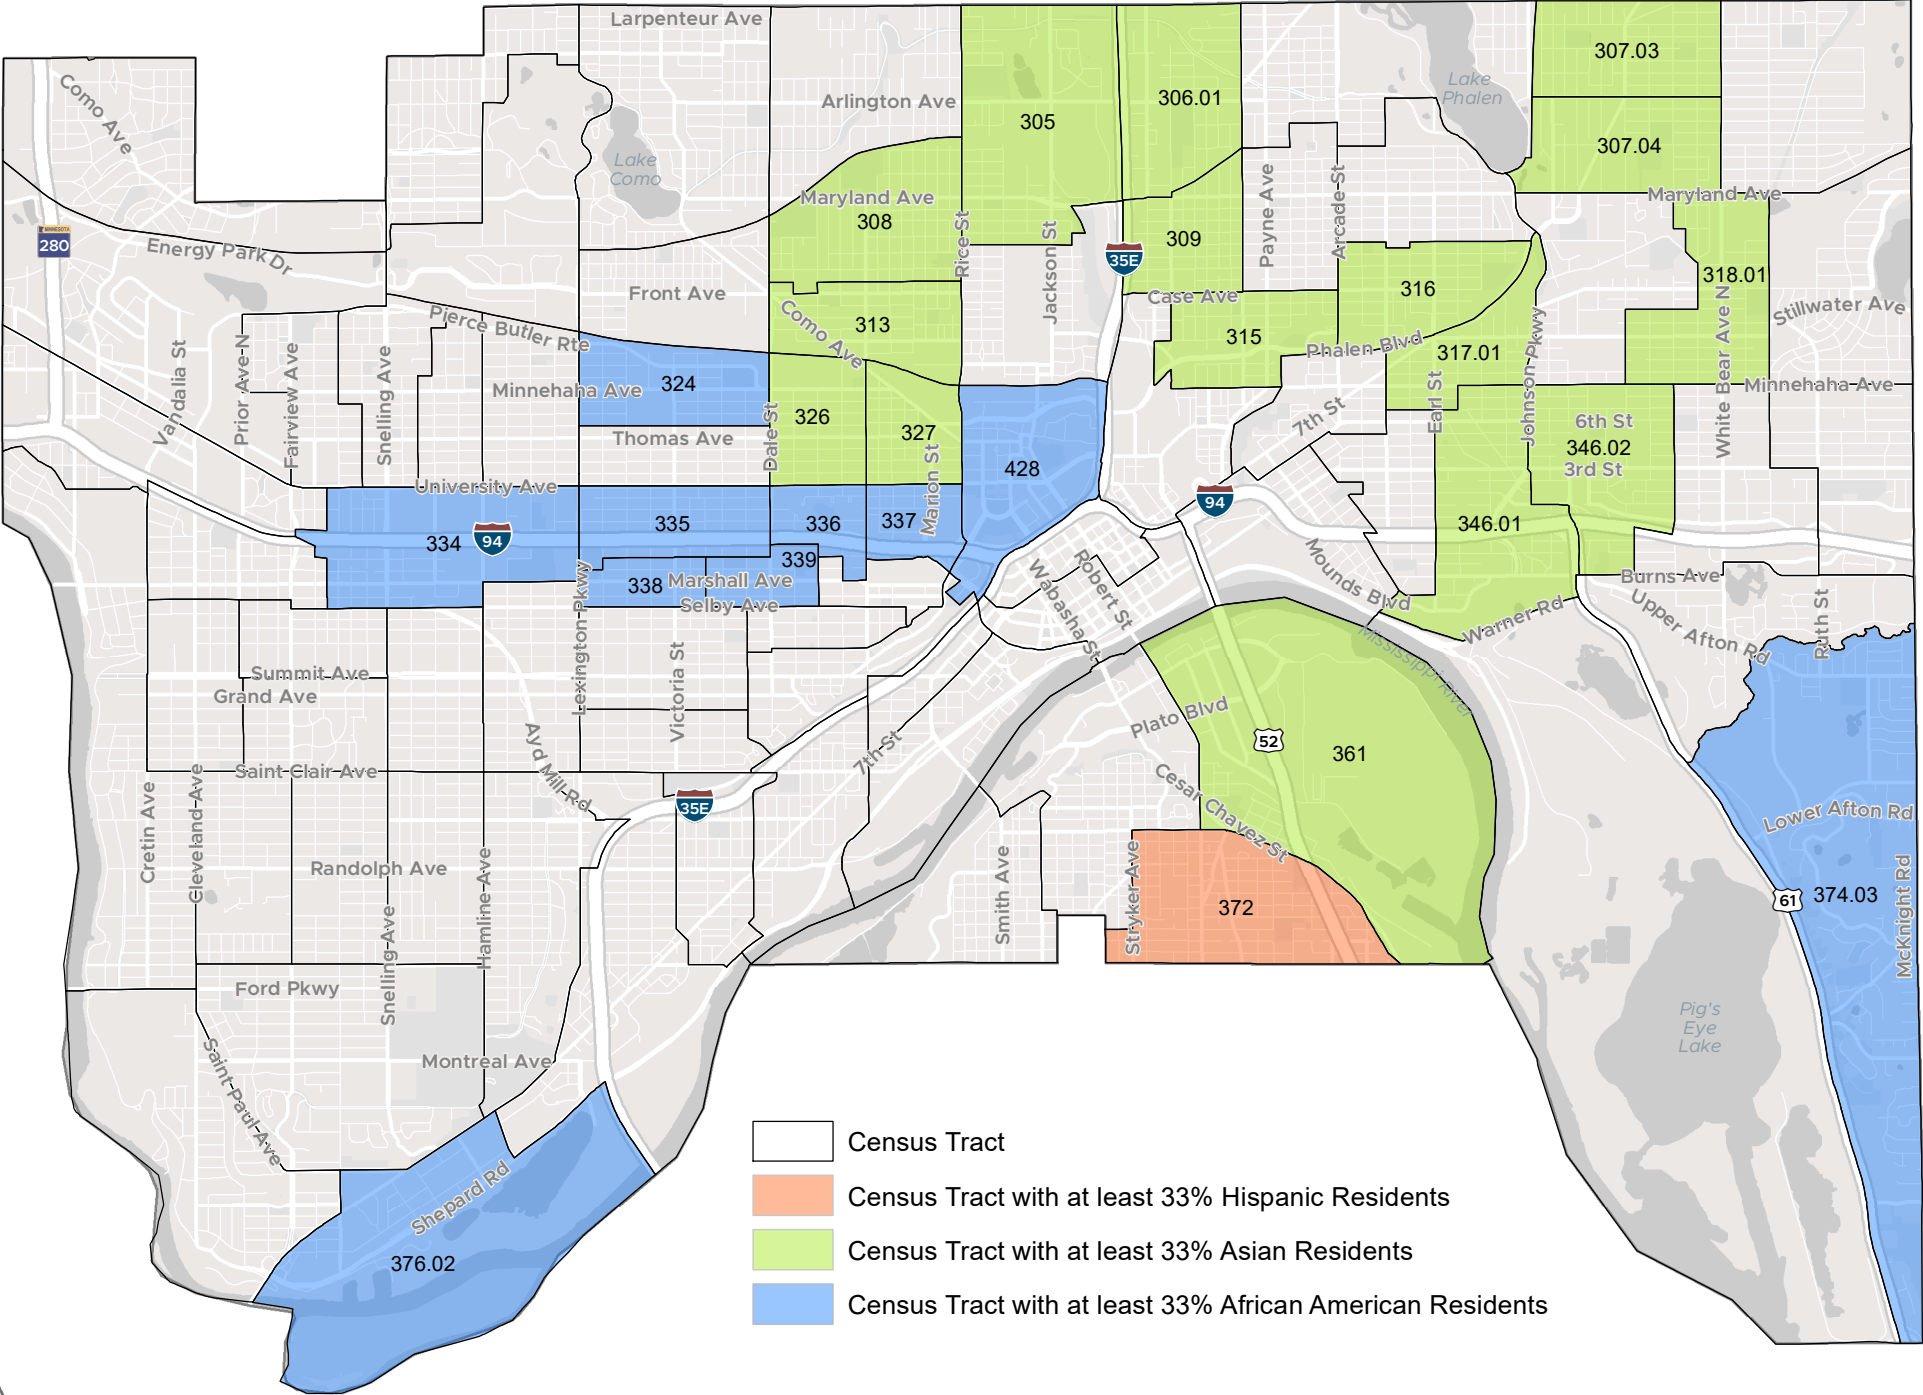 Larpenteur Ave
307.03
Como Ave
Lake
Phalen
Arlington Ave
306.01
305
307.04
Lake
Como
Maryland Ave
Maryland Ave
308
Rice St
Jackson St
Payne Ave
Arcade St
MINNESOTA
280
Energy Park Dr
309
35E
318.01
316
Front Ave
Case Ave
Stillwater Ave
Pierce Butler Rte
Como Ave
313
315
Phalen Blvd
317.01
Johnson Pkwy
White Bear Ave N
Vandalia St
Prior Ave N
Fairview Ave
Snelling Ave
Minnehaha Ave
324
Minnehaha Ave
326
327
Earl St
7th St
6th St
346.02
3rd St
Thomas Ave
Dale St
Marion St
428
University Ave
94
334
94
335
336
337
346.01
339
338
Marshall Ave
Selby Ave
Lexington Pkwy
Wabasha St
Robert St
Mounds Blvd
Warner Rd
Burns Ave
Upper Afton Rd
Ruth St
Mississippi River
Summit Ave
Grand Ave
Victoria St
Plato Blvd
52
361
7th St
Ayd Mill Rd
Saint Clair Ave
35E
Cesar Chavez St
Cretin Ave
Cleveland Ave
Lower Afton Rd
Randolph Ave
Hamline Ave
Smith Ave
Stryker Ave
372
61
374.03
McKnight Rd
Snelling Ave
Ford Pkwy
Pig's
Eye
Lake
Montreal Ave
Saint Paul Ave
Shepard Rd
376.02
Census Tract
Census Tract with at least 33% Hispanic Residents
Census Tract with at least 33% Asian Residents
Census Tract with at least 33% African American Residents